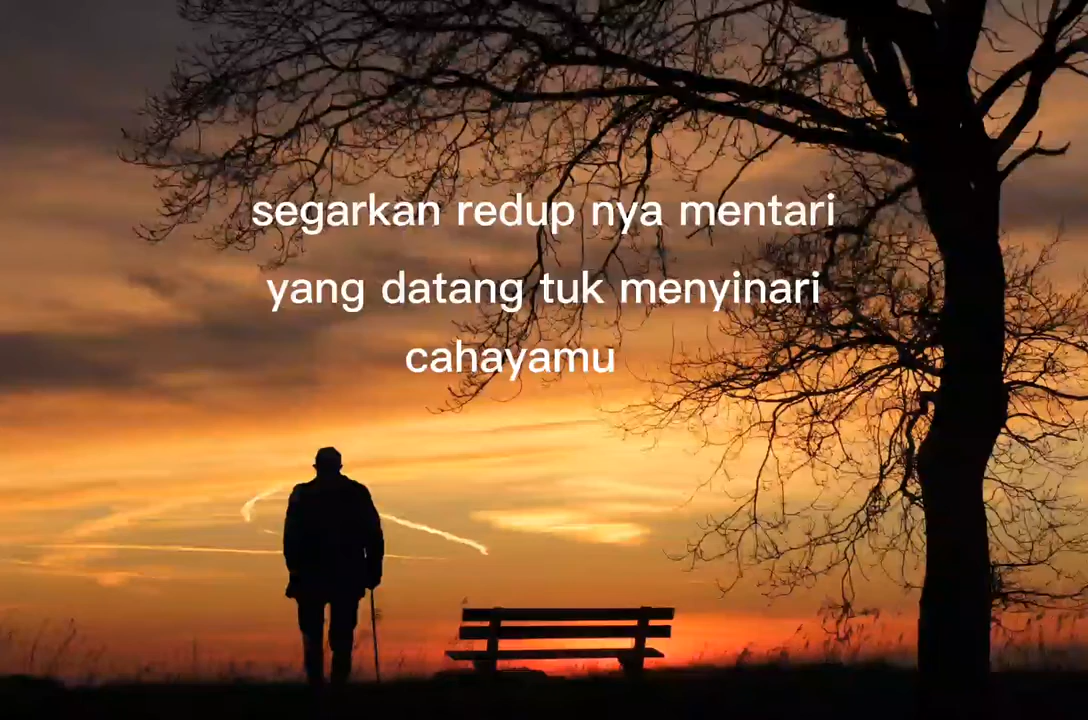 segarkan redup nya mentari
yang datang tuk menyinari
cahayamu